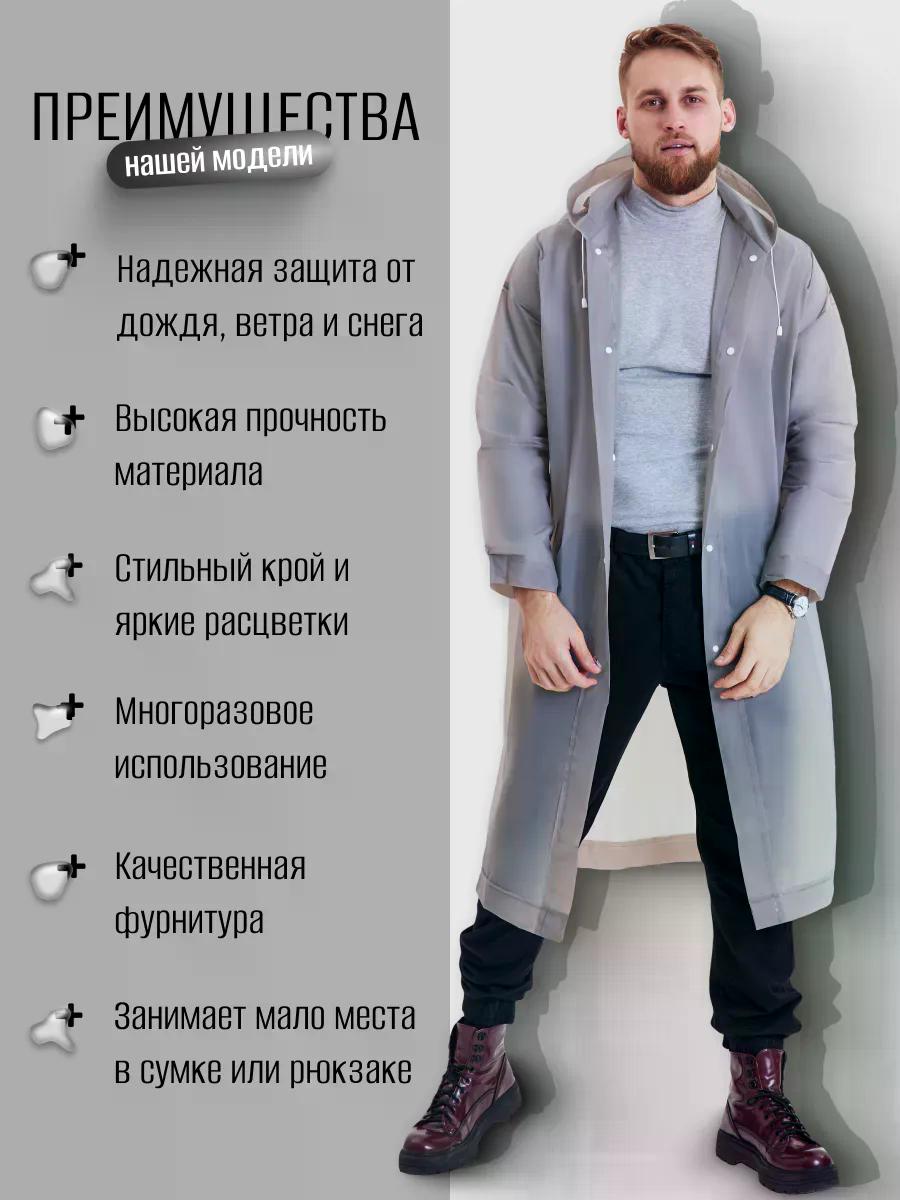 ПРЕИМУЩЕСТВА
нашей модели
Надежная защита от
дождя, ветра и снега
Высокая прочность
материала
Стильный крой и
яркие расцветки
Многоразовое
использование
Качественная
фурнитура
Занимает мало места
в сумке или рюкзаке